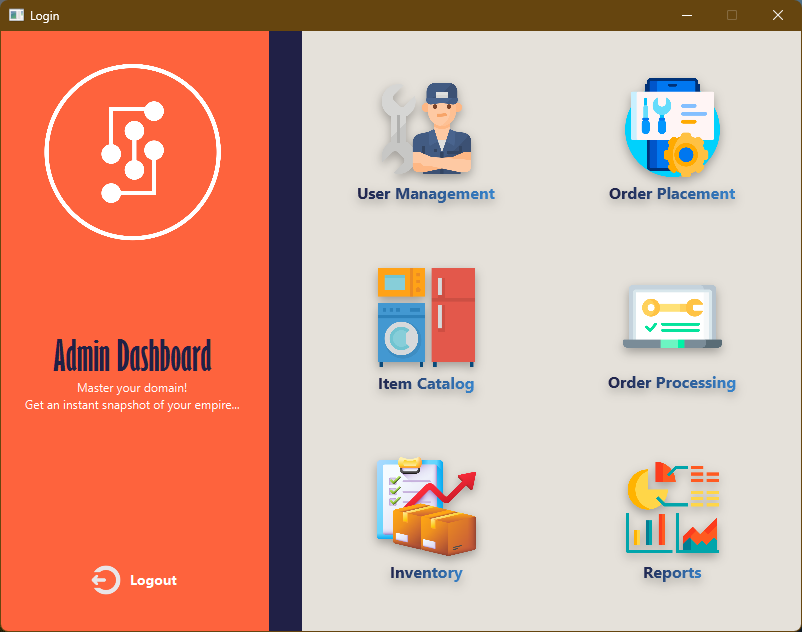 Login
Admin Dashboard
Master your domain!
Get an instant snapshot of your empire...
Logout
User Management
Order Placement
Item Catalog
Order Processing
Inventory
Reports